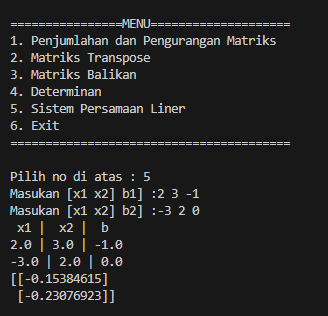 ================MENU====================
1. Penjumlahan dan Pengurangan Matriks
2. Matriks Transpose
3. Matriks Balikan
4. Determinan
5. Sistem Persamaan Liner
6. Exit
========================================
Pilih no di atas : 5
Masukan [x1 x2] b1] :2 3 -1
Masukan [x1 x2] b2] :-3 2 0
x1 | x2 | b
2.0 | 3.0 | -1.0
-3.0 | 2.0 | 0.0
[[-0.15384615]
[-0.23076923]]